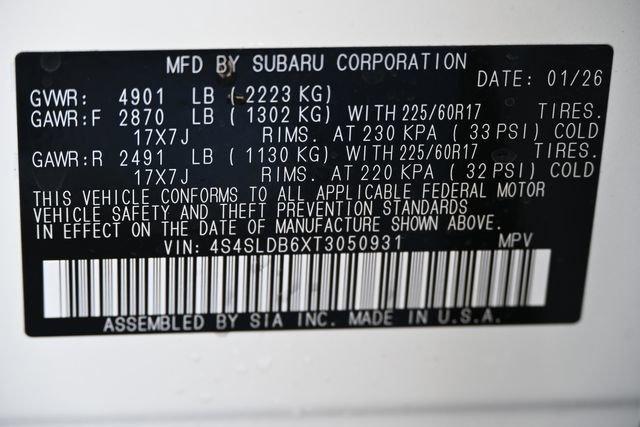 MFD BY SUBARU CORPORATION
DATE: 01/26
GVWR: 4901 LB (-2223 KG)
GAWR:F 2870 LB ( 1302 KG) WITH 225/60R17 TIRES.
17X7J RIMS. AT 230 KPA ( 33 PSI) COLD
GAWR:R 2491 LB ( 1130 KG) WITH 225/60R17 TIRES.
17X7J RIMS. AT 220 KPA ( 32 PSI) COLD
THIS VEHICLE CONFORMS TO ALL APPLICABLE FEDERAL MOTOR
VEHICLE SAFETY AND THEFT PREVENTION STANDARDS
IN EFFECT ON THE DATE OF MANUFACTURE SHOWN ABOVE.
VIN: 4S4SLDB6XT3050931 MPV
ASSEMBLED BY SIA INC. MADE IN U.S.A.